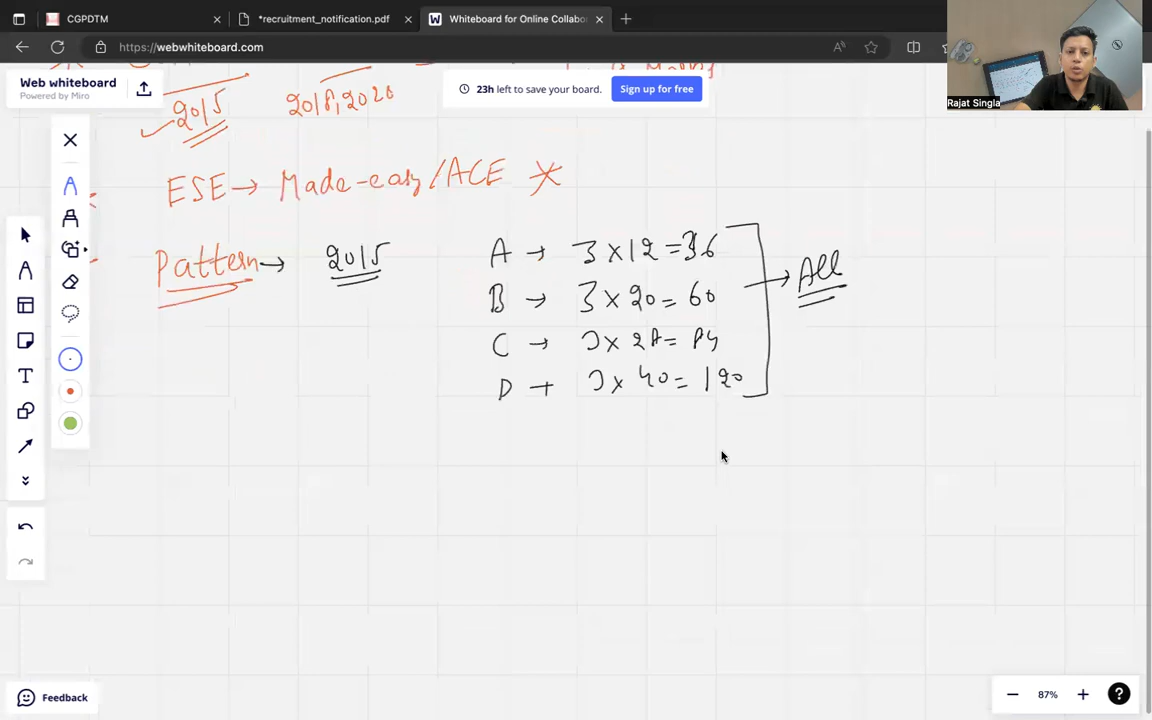 CGPDTM
*recruitment_notification.pdf
Whiteboard for Online Collabo
https://webwhiteboard.com
Rajat Singla
Web whiteboard
Powered by Miro
23h left to save your board.
Sign up for free
2015
2018, 2020
ESE → Made-easy/ACE
Pattern → 2015
A → 3 × 12 = 36
B → 3 × 20 = 60
C → 3 × 28 = 84
D → 3 × 40 = 120
→ All
Feedback
87%